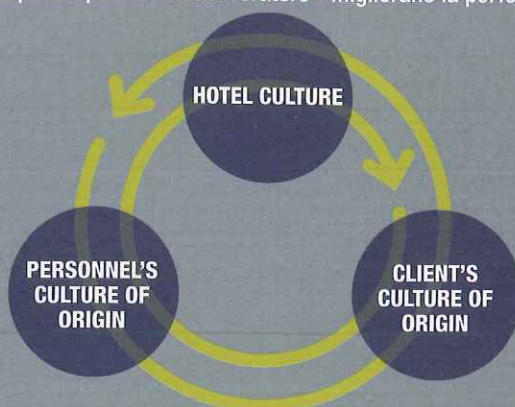 migliorano la
HOTEL CULTURE
PERSONNEL'S
CULTURE OF
ORIGIN
CLIENT'S
CULTURE OF
ORIGIN